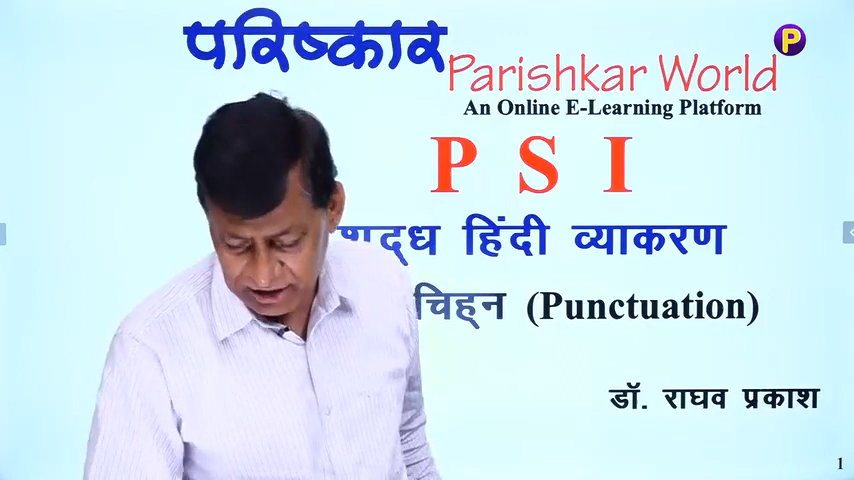 परिष्कार
Parishkar World
P
An Online E-Learning Platform
P S I
हिंदी व्याकरण
चिह्न (Punctuation)
डॉ. राघव प्रकाश
1